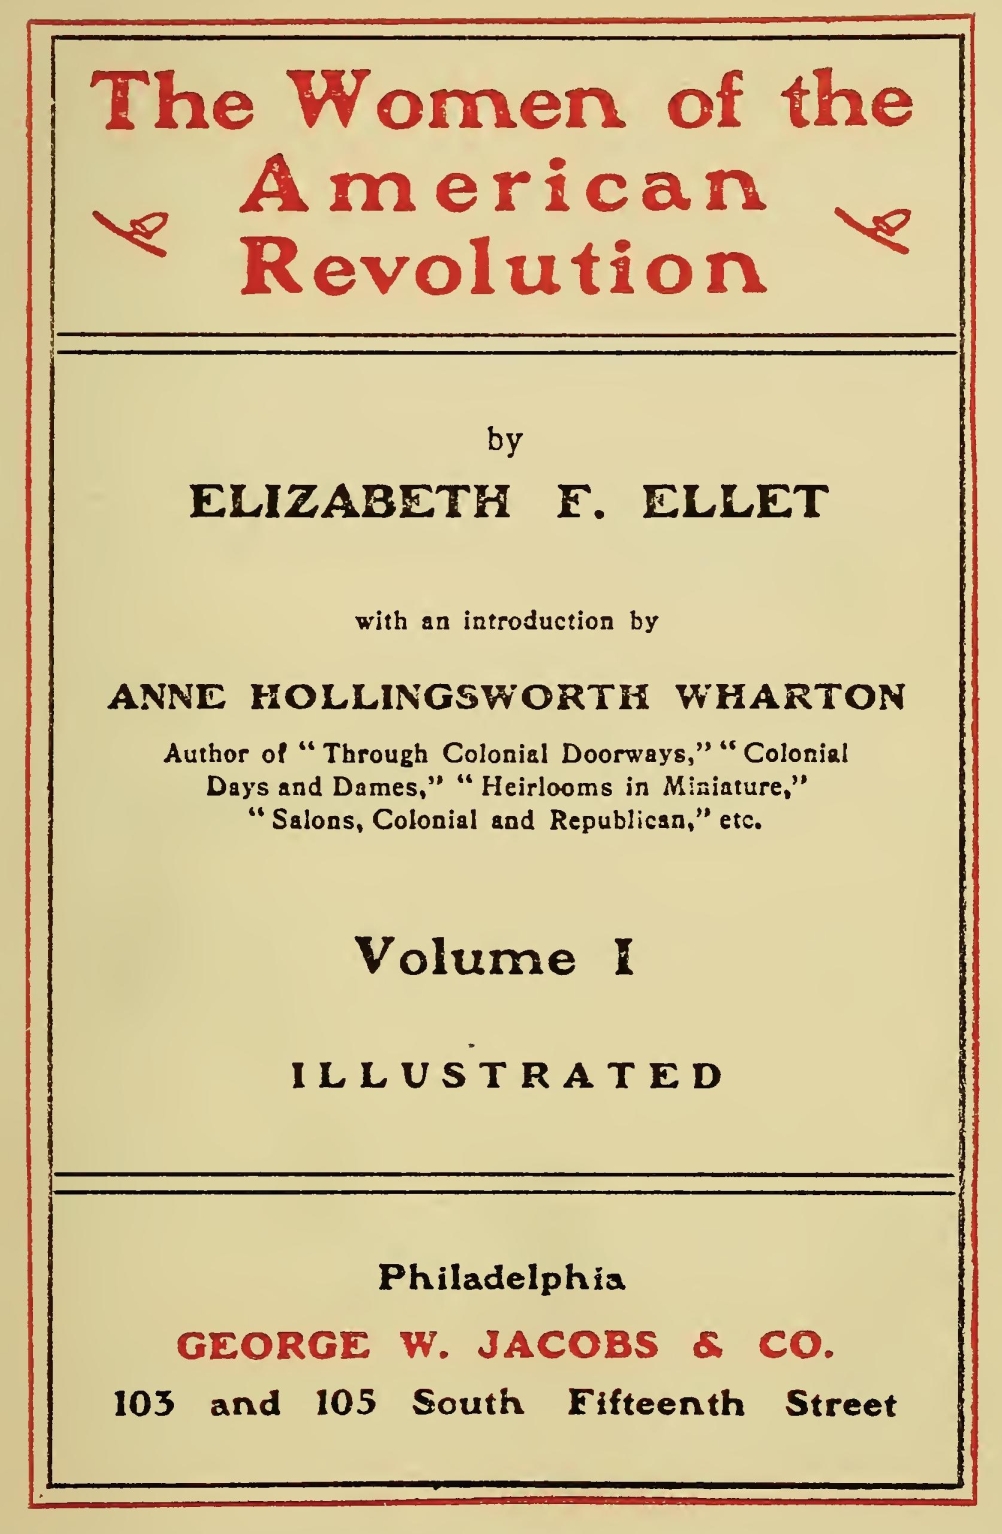 The Women of the
American
Revolution
by
ELIZABETH F. ELLET
with an introduction by
ANNE HOLLINGSWORTH WHARTON
Author of "Through Colonial Doorways," "Colonial
Days and Dames," "Heirlooms in Miniature,"
"Salons, Colonial and Republican," etc.
Volume I
ILLUSTRATED
Philadelphia
GEORGE W. JACOBS & CO.
103 and 105 South Fifteenth Street